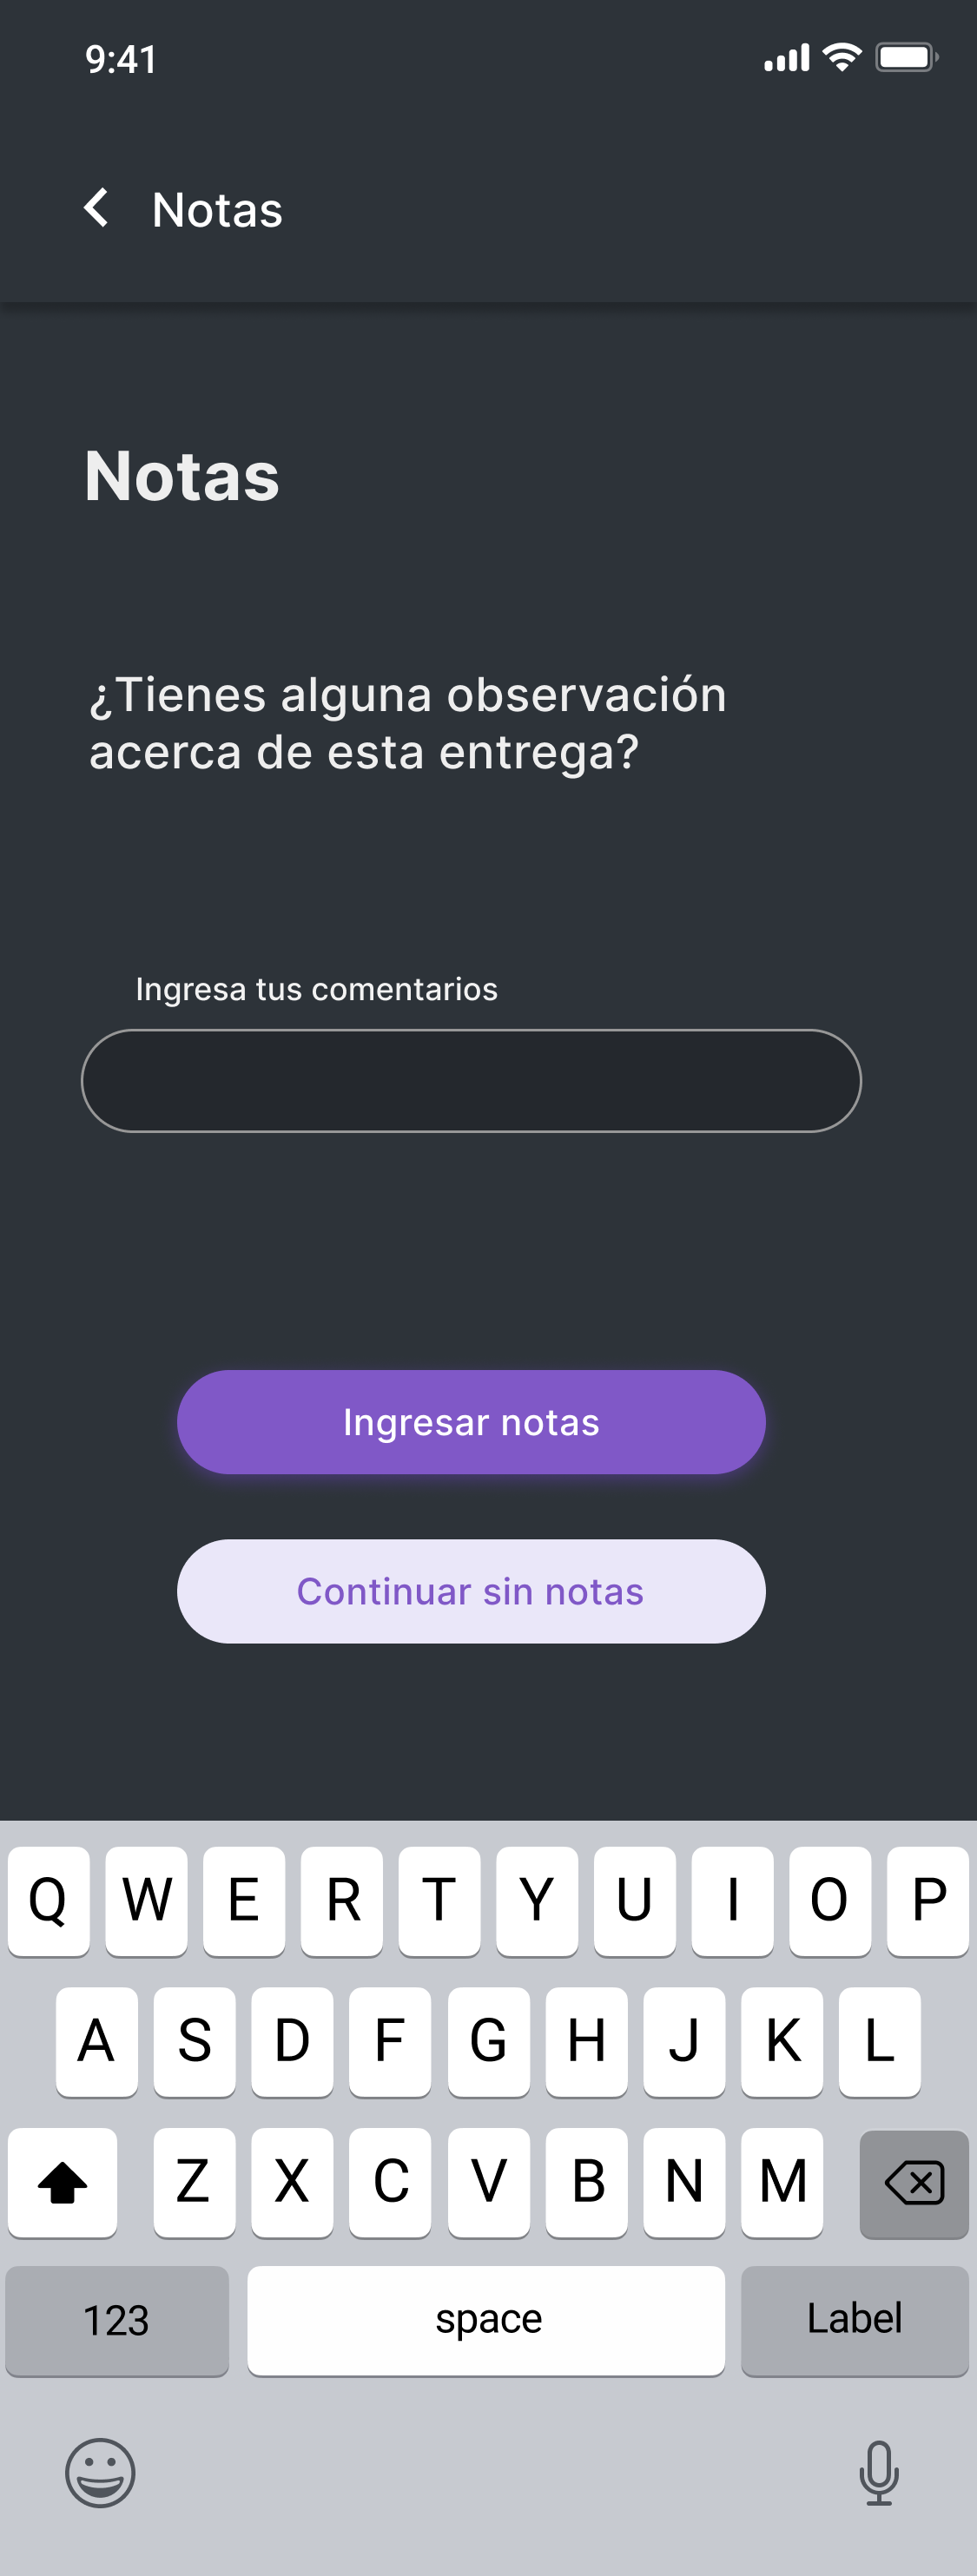 9:41
Notas
Notas
¿Tienes alguna observación
acerca de esta entrega?
Ingresa tus comentarios
Ingresar notas
Continuar sin notas
Q W E R T Y U I O P
A S D F G H J K L
Z X C V B N M
123 space Label